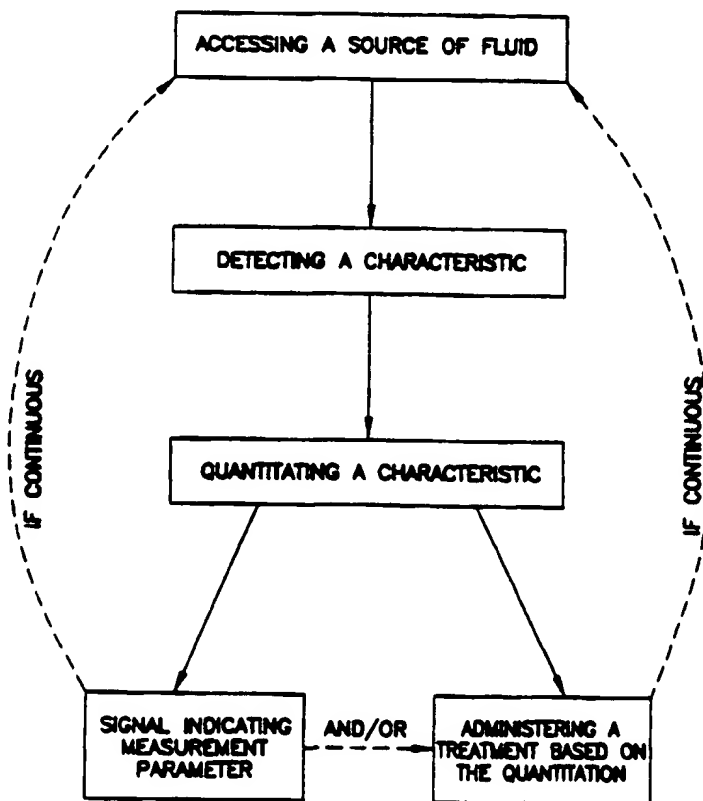 ACCESSING A SOURCE OF FLUID
DETECTING A CHARACTERISTIC
IF CONTINUOUS
IF CONTINUOUS
QUANTITATING A CHARACTERISTIC
SIGNAL INDICATING
MEASUREMENT
PARAMETER
AND/OR
ADMINISTERING A
TREATMENT BASED ON
THE QUANTITATION